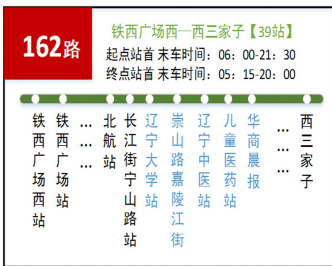 162路
铁西广场西—西三家子【39站】
起点站首 末车时间：06：00-21：30
终点站首 末车时间：05：15-20：00
铁西广场西站
铁西广场站
... ...
北航站
长江街宁山路站
辽宁大学站
崇山路嘉陵江街
辽宁中医站
儿童医药站
华商晨报
... ...
西三家子